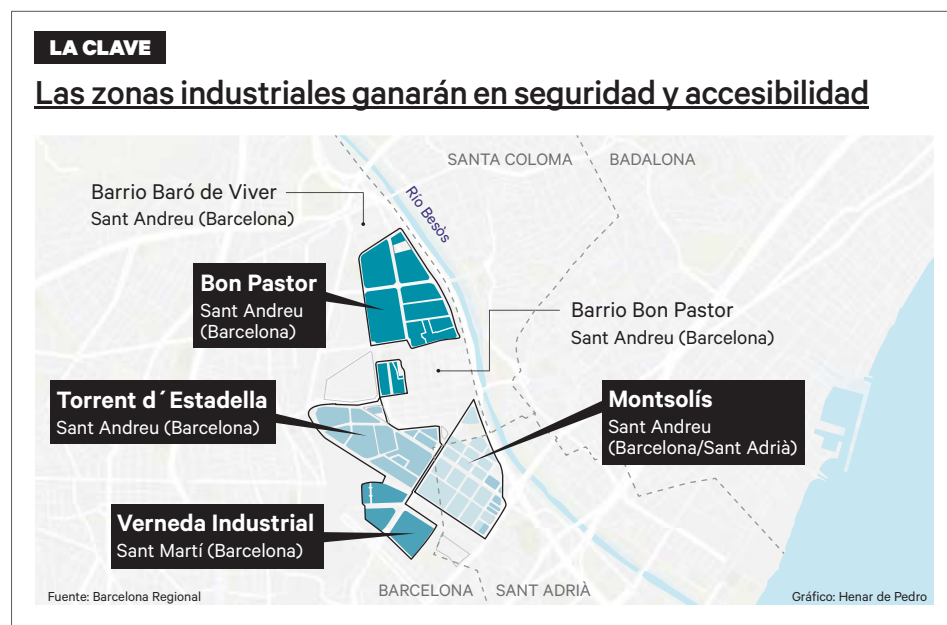 LA CLAVE
Las zonas industriales ganarán en seguridad y accesibilidad
SANTA COLOMA
BADALONA
Barrio Baró de Viver
Sant Andreu (Barcelona)
Río Besòs
Bon Pastor
Sant Andreu
(Barcelona)
Barrio Bon Pastor
Sant Andreu (Barcelona)
Torrent d´Estadella
Sant Andreu (Barcelona)
Montsolís
Sant Andreu
(Barcelona/Sant Adrià)
Verneda Industrial
Sant Martí (Barcelona)
BARCELONA
SANT ADRIÀ
Fuente: Barcelona Regional
Gráfico: Henar de Pedro